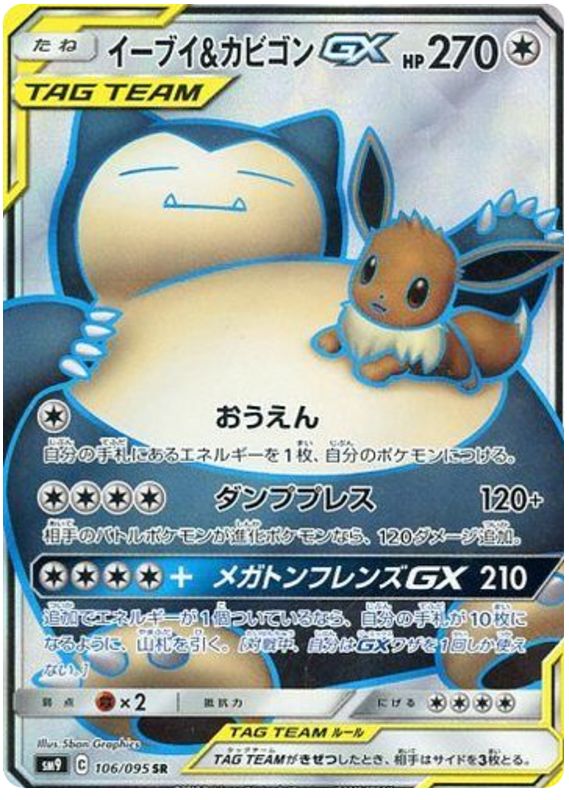 たね イーブイ&カビゴンGX HP270
TAG TEAM
おうえん
自分の手札にあるエネルギーを1枚、自分のポケモンにつける。
ダンププレス 120+
相手のバトルポケモンが進化ポケモンなら、120ダメージ追加。
+ メガトンフレンズGX 210
追加でエネルギーが1個ついているなら、自分の手札が10枚に
なるように、山札を引く。[対戦中、自分はGXワザを1回しか使え
ない。]
弱点 ×2 抵抗力 にげる
Illus. 5ban Graphics
TAG TEAM ルール
SM9 C 106/095 SR
TAG TEAMがきぜつしたとき、相手はサイドを3枚とる。